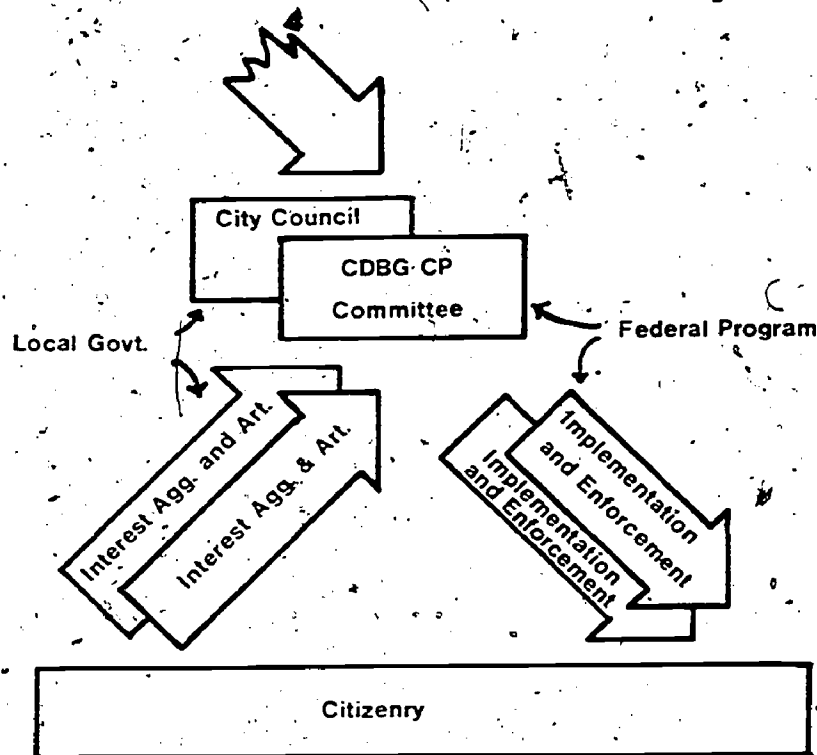 City Council
CDBG-CP
Committee
Local Govt.
Federal Program
Interest Agg. and Art.
Interest Agg. & Art.
Implementation
and Enforcement
Implementation
and Enforcement
Citizenry